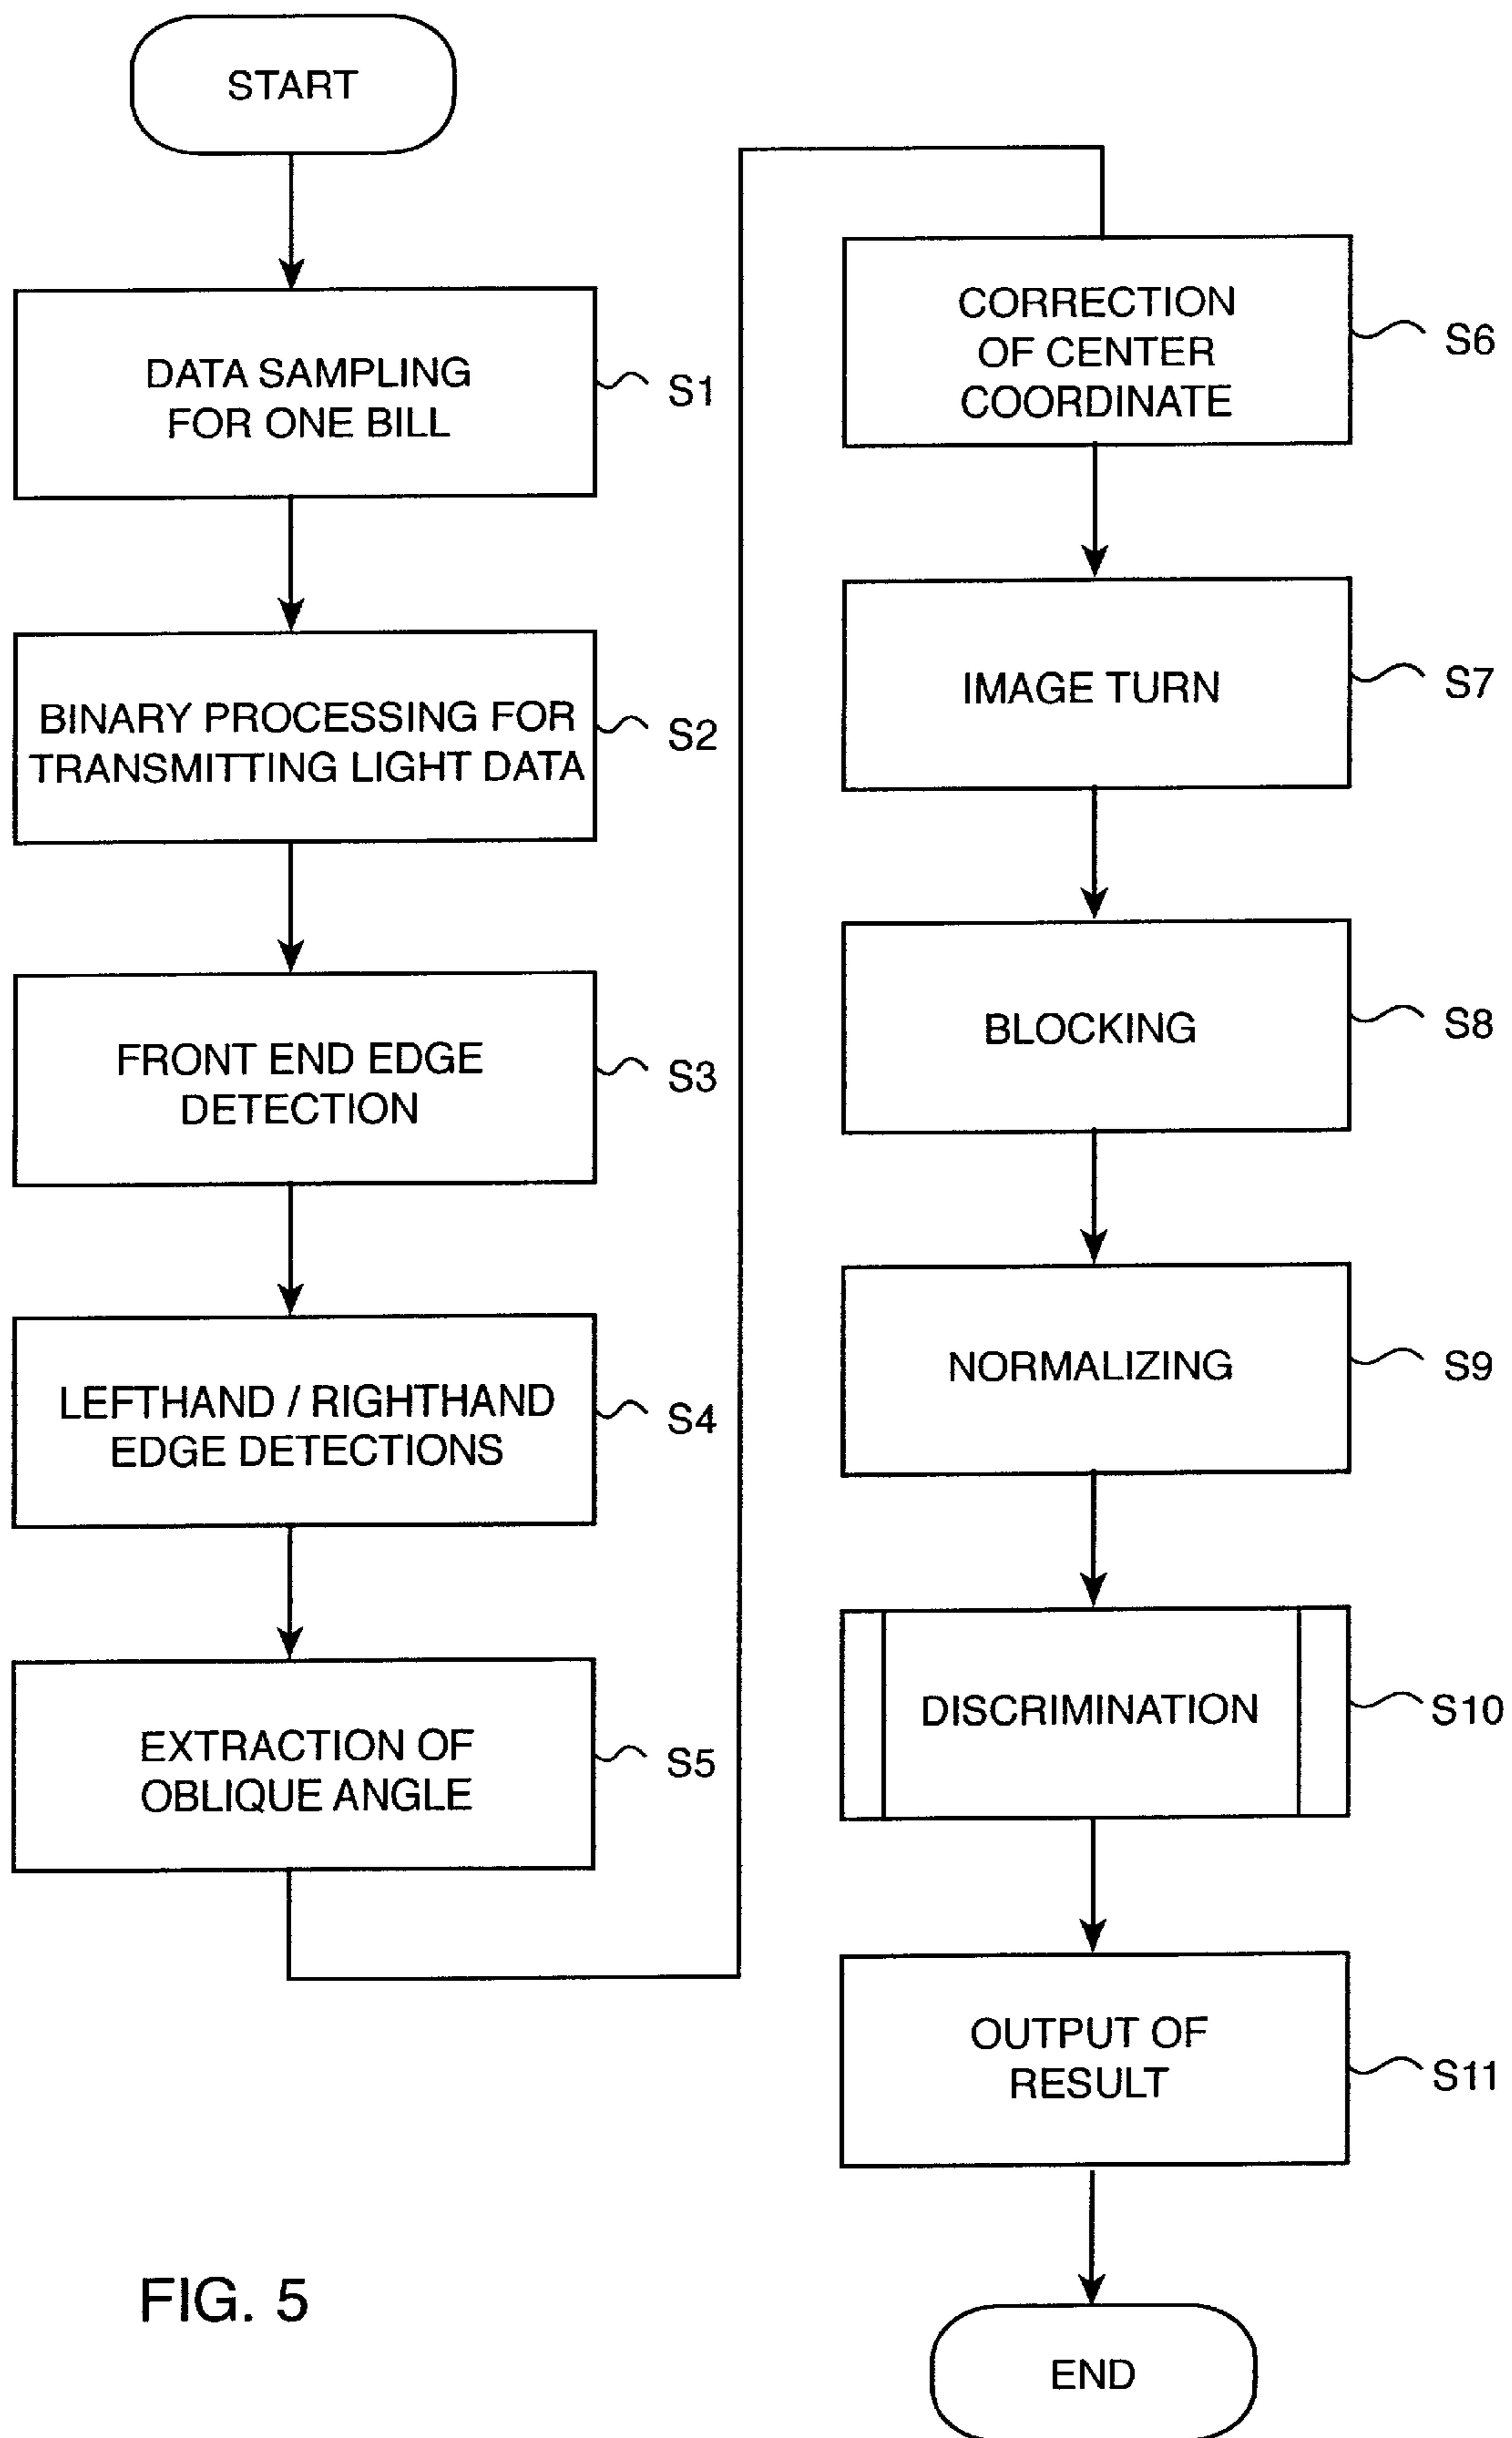 START
DATA SAMPLING
FOR ONE BILL
S1
BINARY PROCESSING FOR
TRANSMITTING LIGHT DATA
S2
FRONT END EDGE
DETECTION
S3
LEFTHAND / RIGHTHAND
EDGE DETECTIONS
S4
EXTRACTION OF
OBLIQUE ANGLE
S5
CORRECTION
OF CENTER
COORDINATE
S6
IMAGE TURN
S7
BLOCKING
S8
NORMALIZING
S9
DISCRIMINATION
S10
OUTPUT OF
RESULT
S11
END
FIG. 5